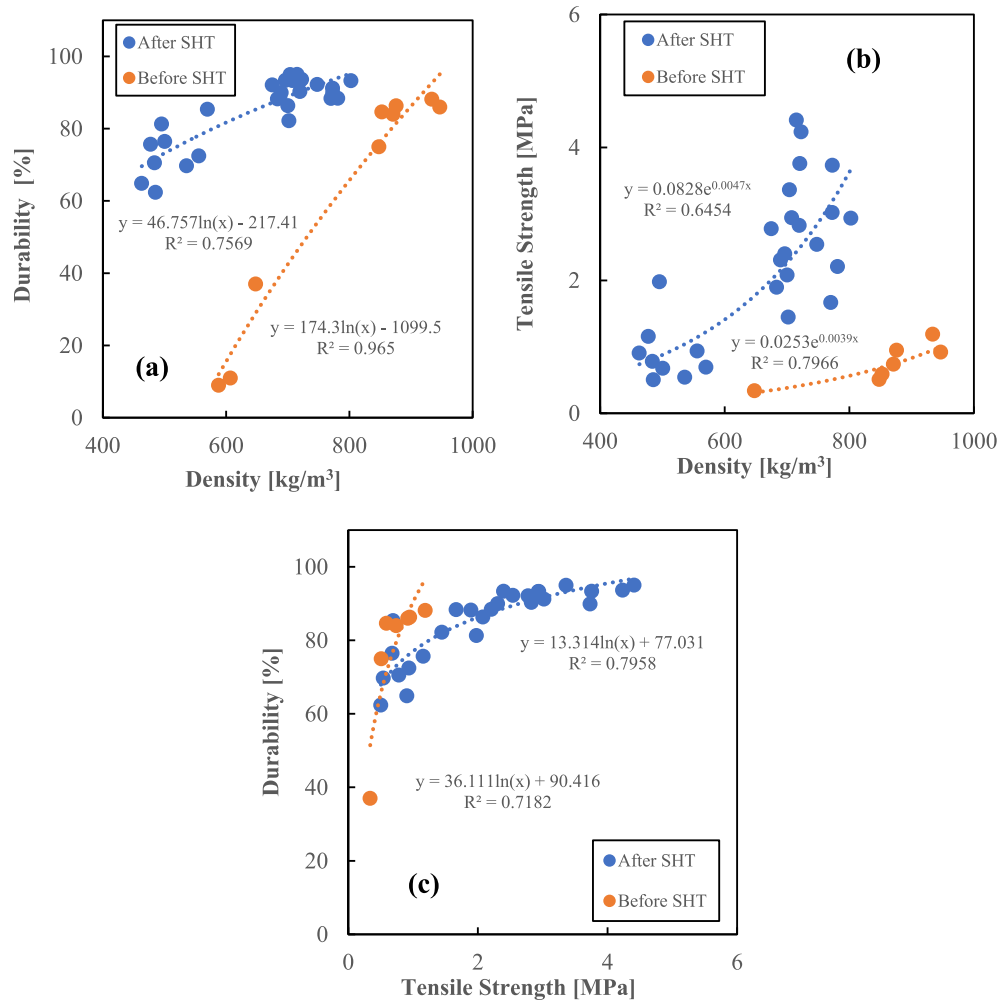 100
80
60
40
20
0
400
600
800
1000
Durability [%]
Density [kg/m³]
After SHT
Before SHT
y = 46.757ln(x) - 217.41
R² = 0.7569
y = 174.3ln(x) - 1099.5
R² = 0.965
(a)
6
4
2
0
400
600
800
1000
Tensile Strength [MPa]
Density [kg/m³]
After SHT
Before SHT
(b)
y = 0.0828e^0.0047x
R² = 0.6454
y = 0.0253e^0.0039x
R² = 0.7966
100
80
60
40
20
0
0
2
4
6
Durability [%]
Tensile Strength [MPa]
y = 13.314ln(x) + 77.031
R² = 0.7958
y = 36.111ln(x) + 90.416
R² = 0.7182
(c)
After SHT
Before SHT